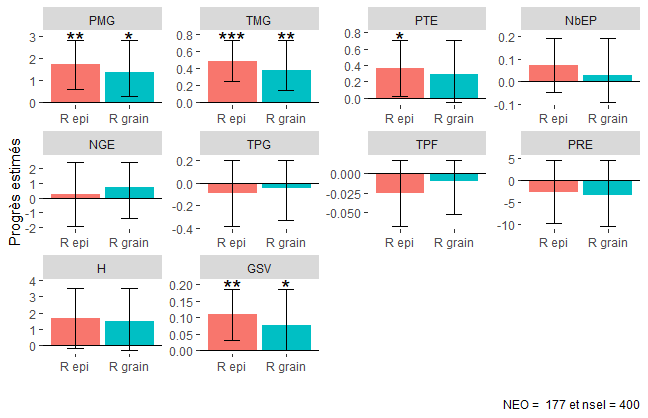 Progrès estimés
PMG TMG PTE NbEP
** * *** ** *
3 2 1 0
0.8 0.6 0.4 0.2 0.0
0.8 0.6 0.4 0.2 0.0
0.2 0.1 0.0 -0.1
R epi R grain R epi R grain R epi R grain R epi R grain
NGE TPG TPF PRE
2 1 0 -1 -2
0.2 0.0 -0.2 -0.4
0.000 -0.025 -0.050
5 0 -5 -10
R epi R grain R epi R grain R epi R grain R epi R grain
H GSV
** *
4 3 2 1 0
0.20 0.15 0.10 0.05 0.00
R epi R grain R epi R grain
NEO = 177 et nsel = 400